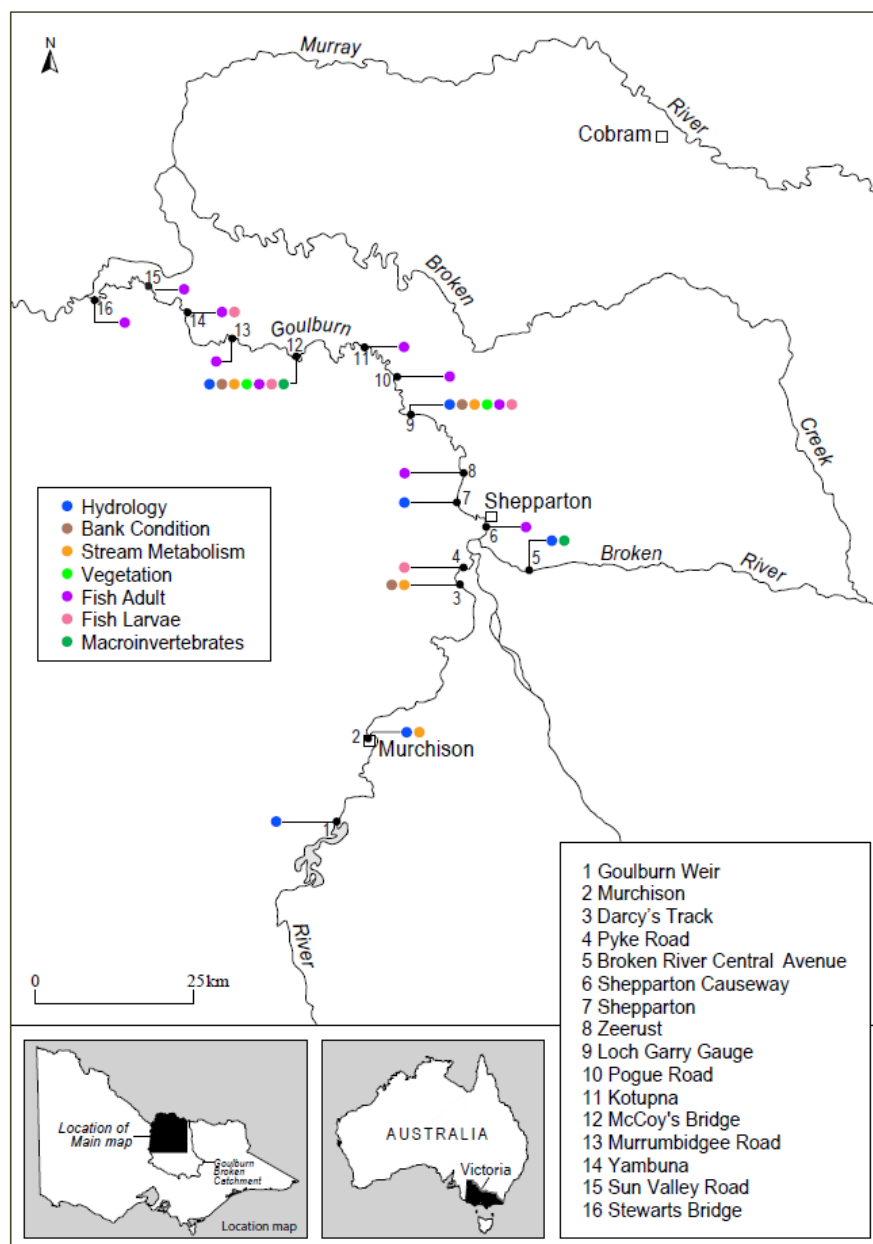 N
Murray
River
Cobram
Broken
Creek
15
16
14
13
Goulburn
12
11
10
9
8
7
Shepparton
6
5
Broken
River
4
3
Hydrology
Bank Condition
Stream Metabolism
Vegetation
Fish Adult
Fish Larvae
Macroinvertebrates
2
Murchison
1
River
0
25km
1 Goulburn Weir
2 Murchison
3 Darcy's Track
4 Pyke Road
5 Broken River Central Avenue
6 Shepparton Causeway
7 Shepparton
8 Zeerust
9 Loch Garry Gauge
10 Pogue Road
11 Kotupna
12 McCoy's Bridge
13 Murrumbidgee Road
14 Yambuna
15 Sun Valley Road
16 Stewarts Bridge
Location of
Main map
Goulburn
Broken
Catchment
Location map
AUSTRALIA
Victoria